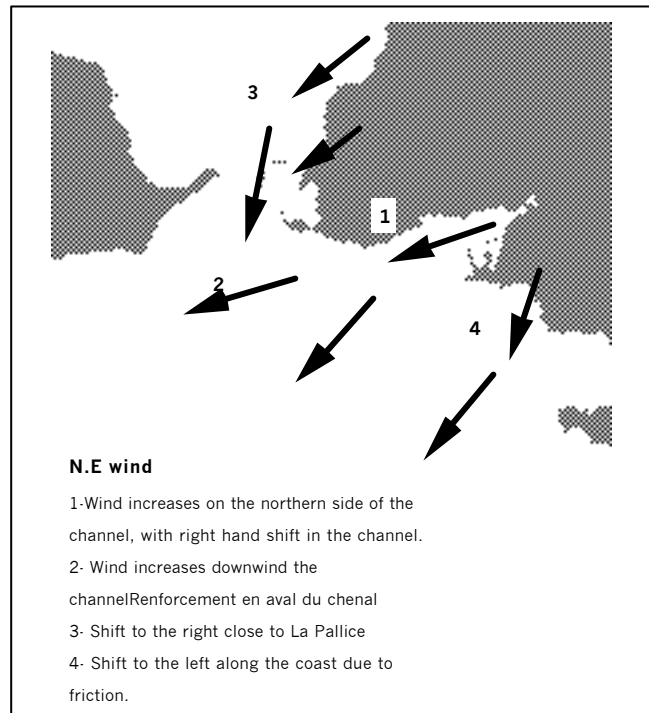 3
1
2
4
N.E wind
1-Wind increases on the northern side of the
channel, with right hand shift in the channel.
2- Wind increases downwind the
channelRenforcement en aval du chenal
3- Shift to the right close to La Pallice
4- Shift to the left along the coast due to
friction.